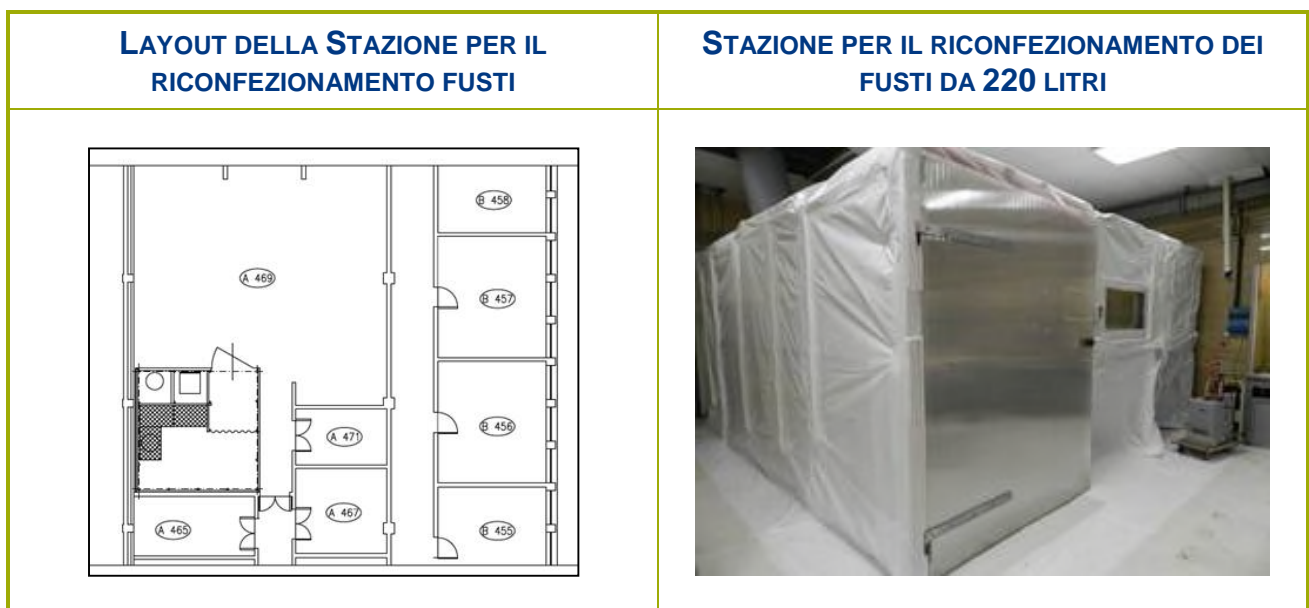 LAYOUT DELLA STAZIONE PER IL
RICONFEZIONAMENTO FUSTI
STAZIONE PER IL RICONFEZIONAMENTO DEI
FUSTI DA 220 LITRI
A 469
B 458
B 457
B 456
A 471
A 467
A 465
B 455